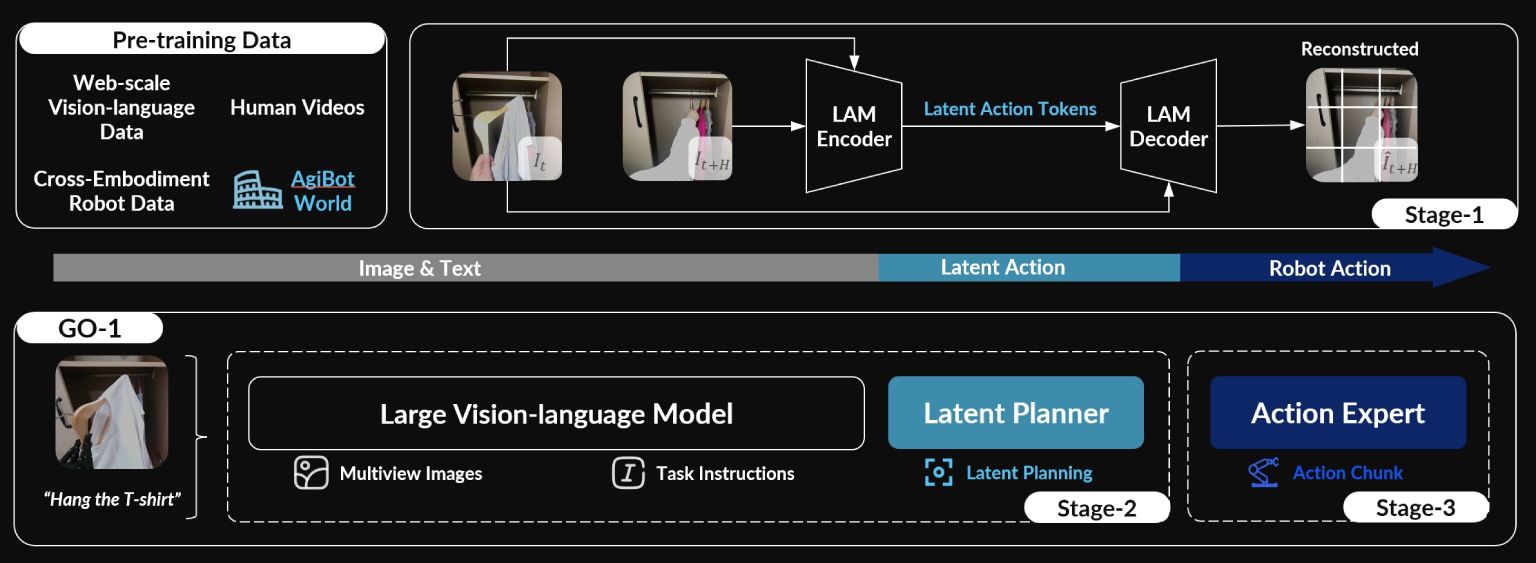 Pre-training Data
Web-scale
Vision-language
Data
Human Videos
Cross-Embodiment
Robot Data
AgiBot
World
I_t
I_{t+H}
LAM
Encoder
Latent Action Tokens
LAM
Decoder
Reconstructed
Î_{t+H}
Stage-1
Image & Text
Latent Action
Robot Action
GO-1
“Hang the T-shirt”
Large Vision-language Model
Multiview Images
I
Task Instructions
Latent Planner
Latent Planning
Stage-2
Action Expert
Action Chunk
Stage-3